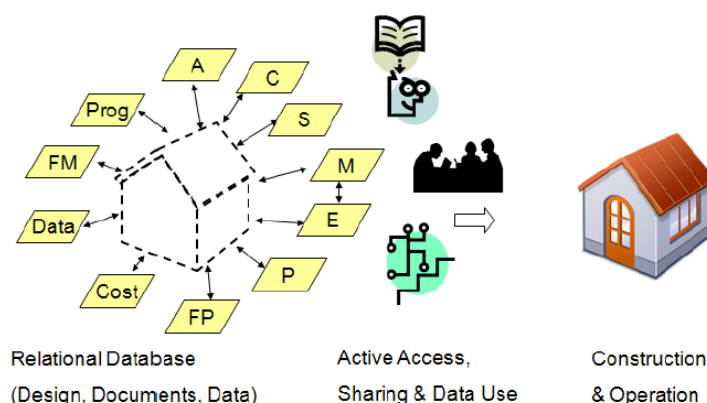 A
C
Prog
S
FM
M
Data
E
P
Cost
FP
Relational Database
(Design, Documents, Data)
Active Access,
Sharing & Data Use
Construction
& Operation